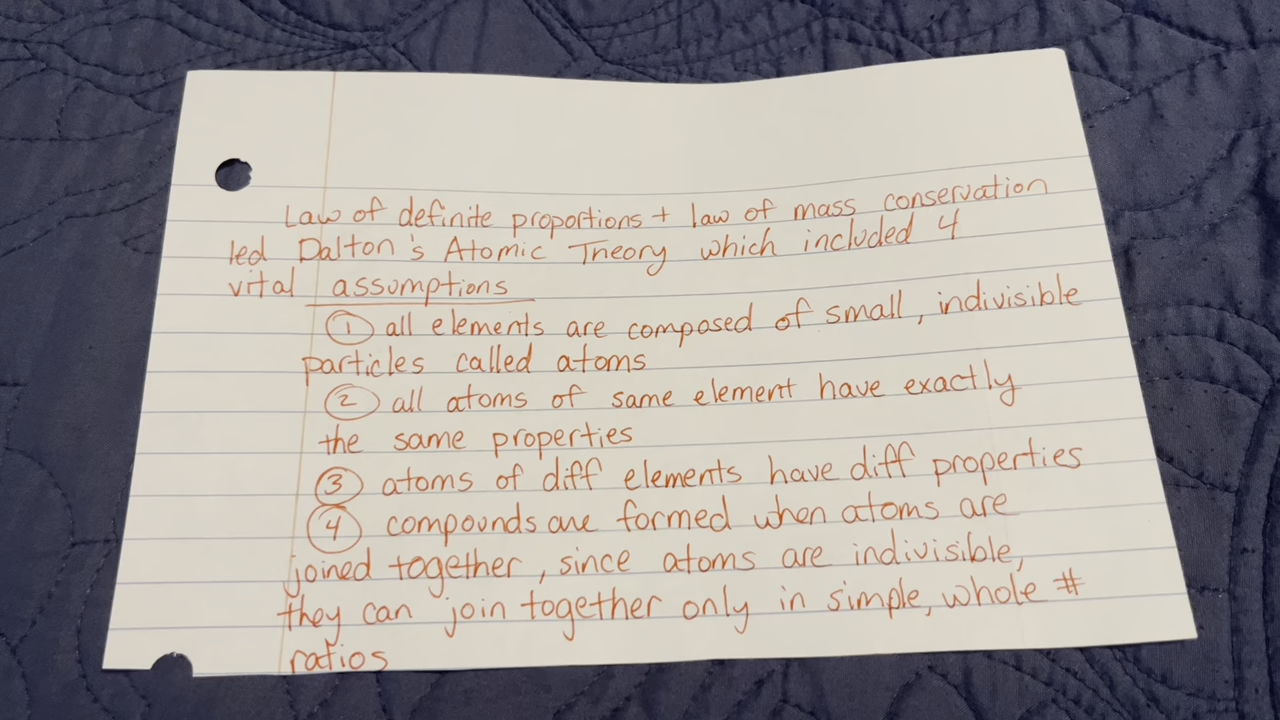 Law of definite proportions + law of mass conservation
led Dalton's Atomic Theory which included 4
vital assumptions
① all elements are composed of small, indivisible
particles called atoms
② all atoms of same element have exactly
the same properties
③ atoms of diff elements have diff properties
④ compounds are formed when atoms are
joined together, since atoms are indivisible,
they can join together only in simple, whole #
ratios